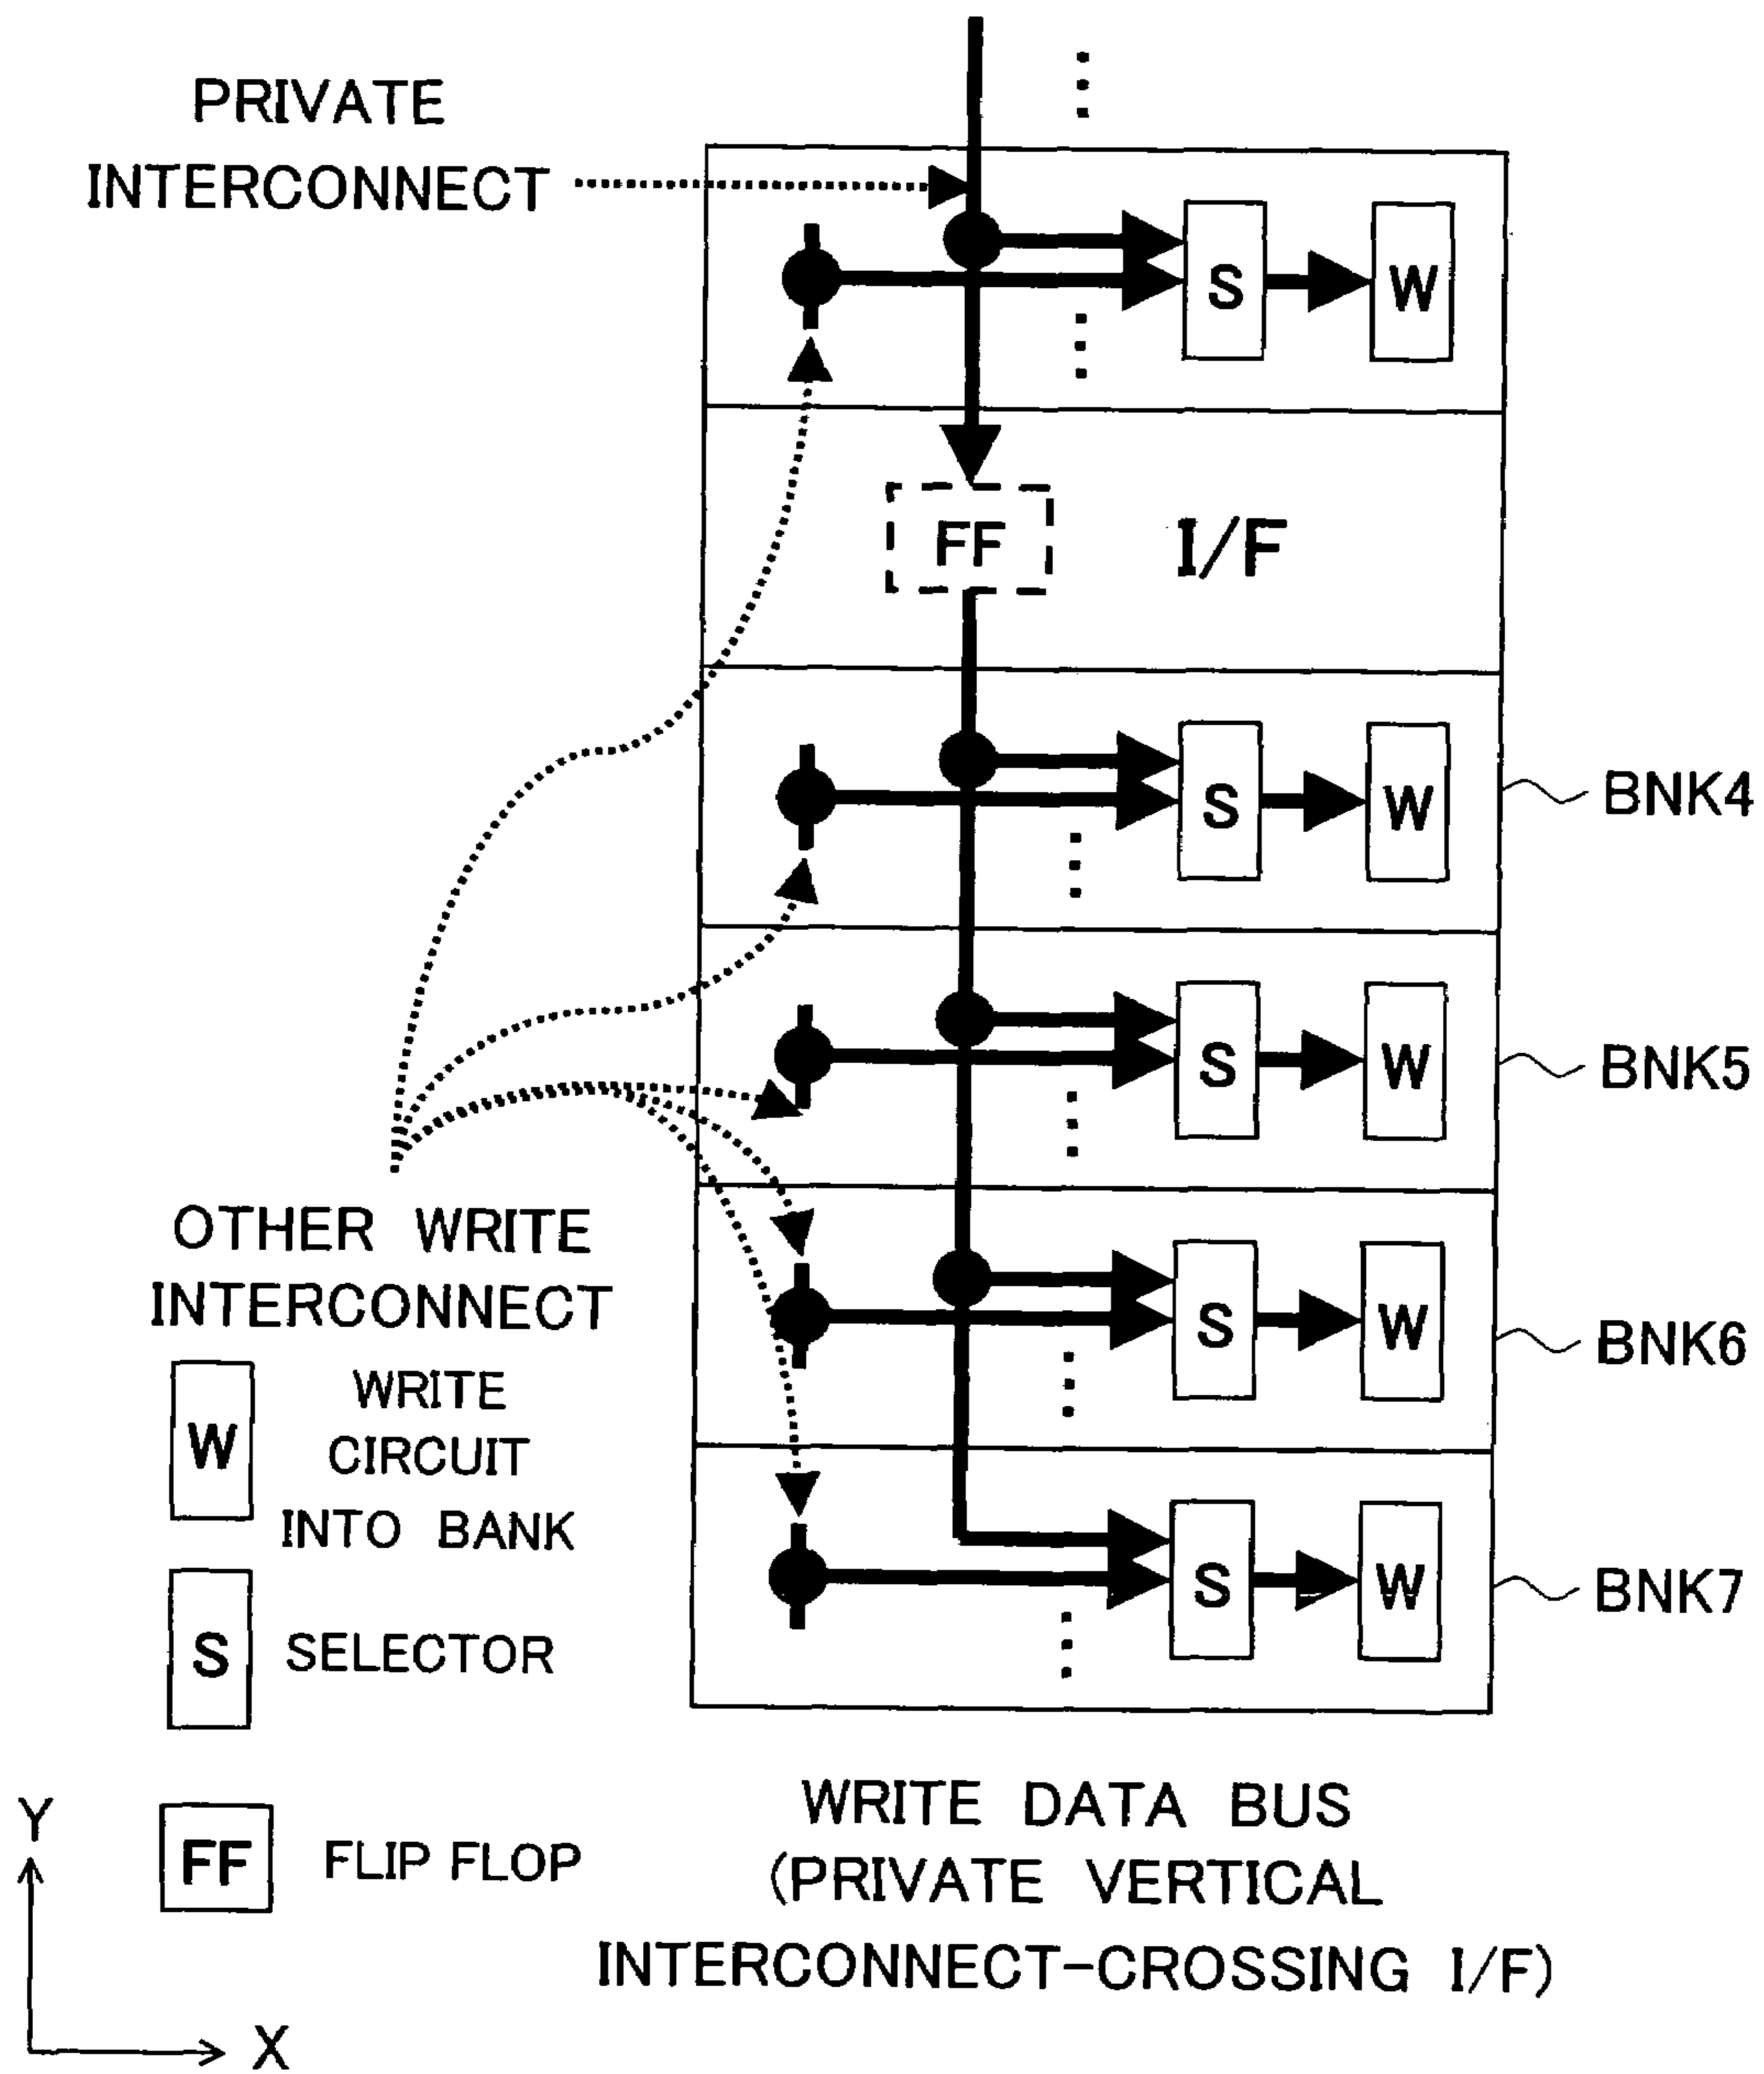 PRIVATE
INTERCONNECT
S
W
FF
I/F
S
W
BNK4
S
W
BNK5
OTHER WRITE
INTERCONNECT
S
W
BNK6
W
WRITE
CIRCUIT
INTO BANK
S
W
BNK7
S
SELECTOR
FF
FLIP FLOP
WRITE DATA BUS
(PRIVATE VERTICAL
INTERCONNECT-CROSSING I/F)
Y
X